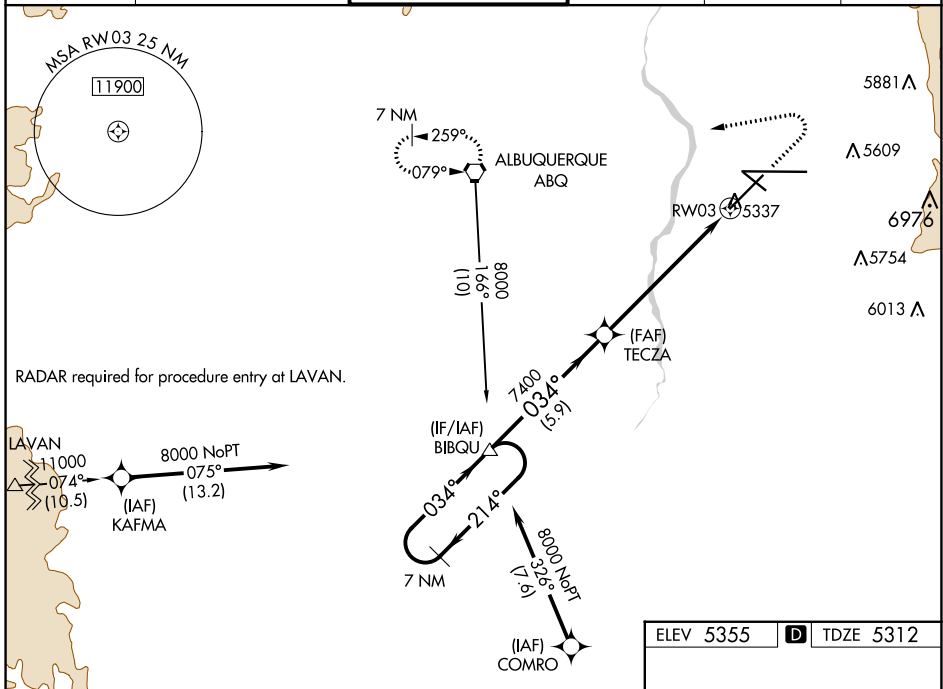 MSA RW03 25 NM
11900
5881
7 NM
259°
079°
ALBUQUERQUE
ABQ
5609
RW03
5337
6976
5754
6013
8000
166°
(10)
(FAF)
TECZA
RADAR required for procedure entry at LAVAN.
7400
034°
(5.9)
(IF/IAF)
BIBQU
LAVAN
11000
074°
(10.5)
(IAF)
KAFMA
8000 NoPT
075°
(13.2)
034°
214°
7 NM
8000 NoPT
326°
(7.6)
(IAF)
COMRO
ELEV 5355
D
TDZE 5312